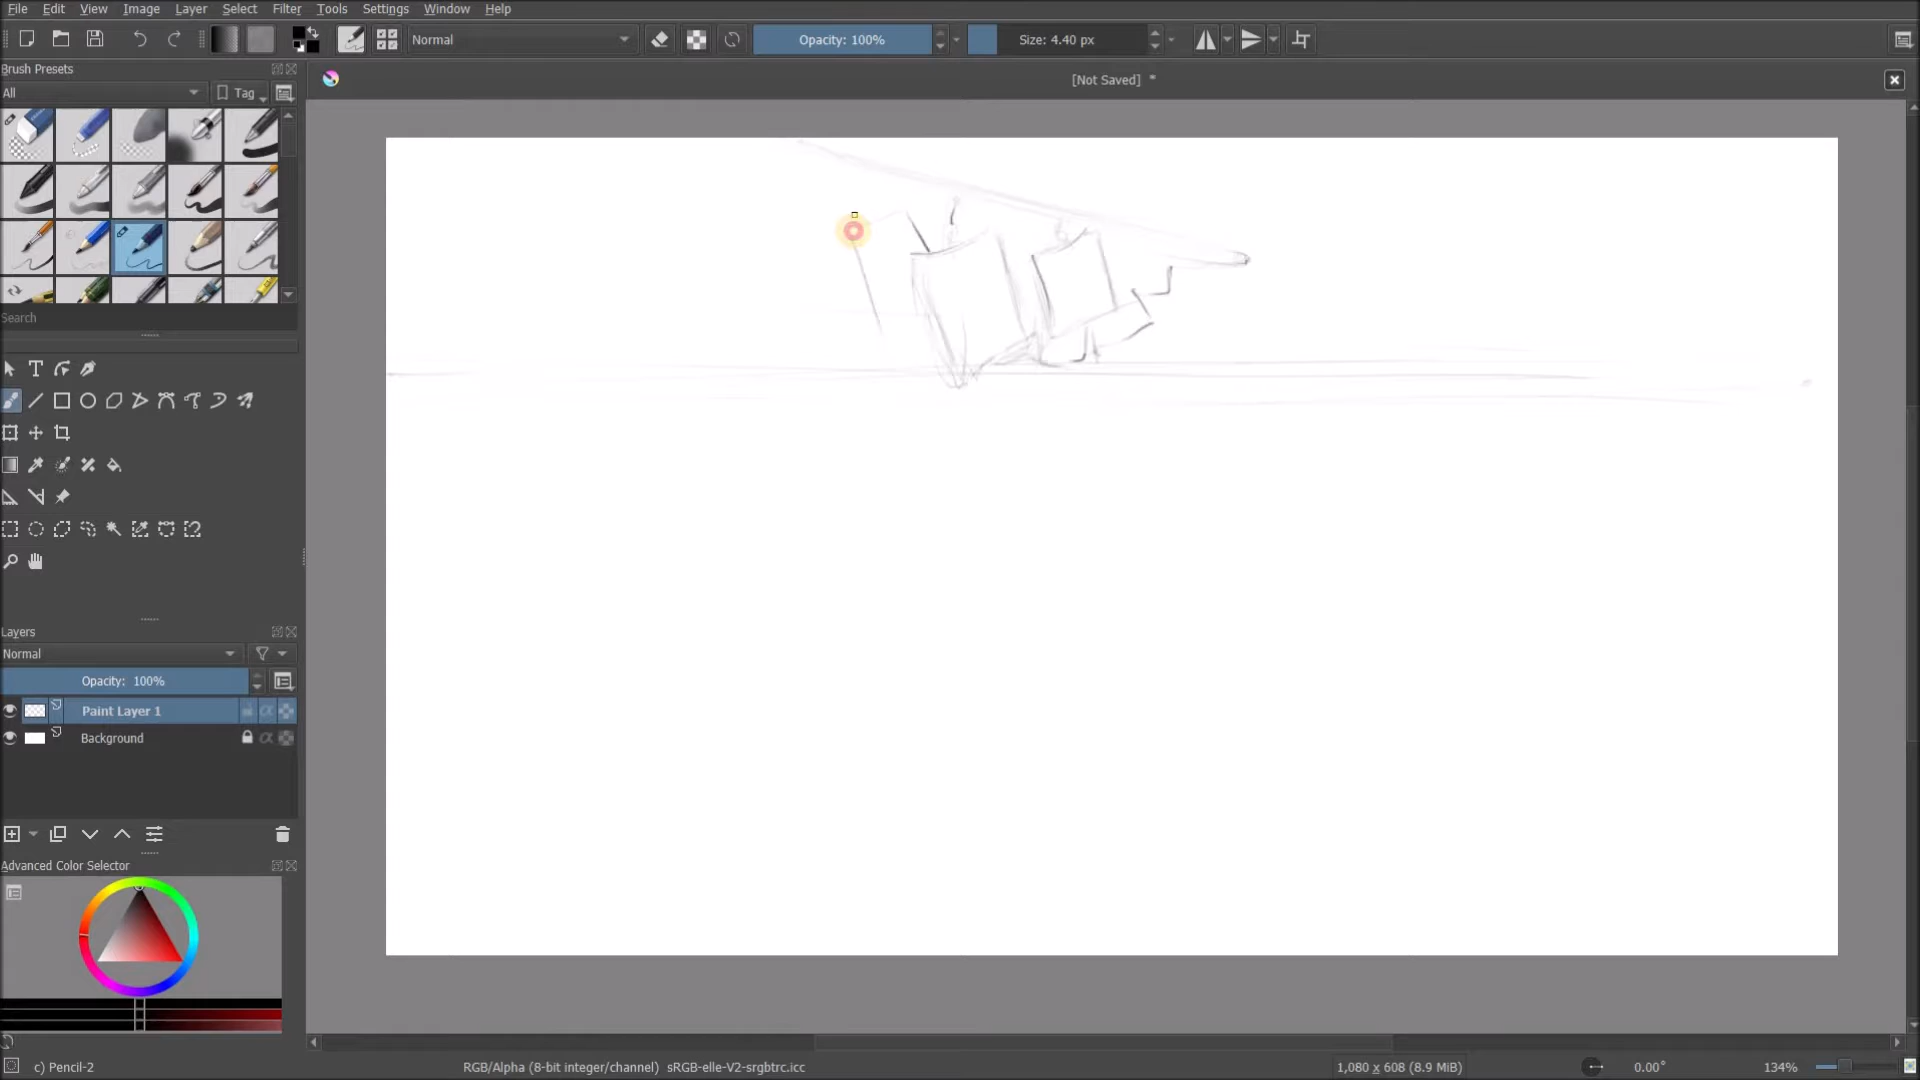 File Edit View Image Layer Select Filter Tools Settings Window Help
Normal Opacity: 100% Size: 4.40 px
Brush Presets
[Not Saved] *
All Tag
Search
Layers
Normal
Opacity: 100%
Paint Layer 1
Background
Advanced Color Selector
c) Pencil-2 RGB/Alpha (8-bit integer/channel) sRGB-elle-V2-srgbtrc.icc 1,080 x 608 (8.9 MiB) 0.00° 134%